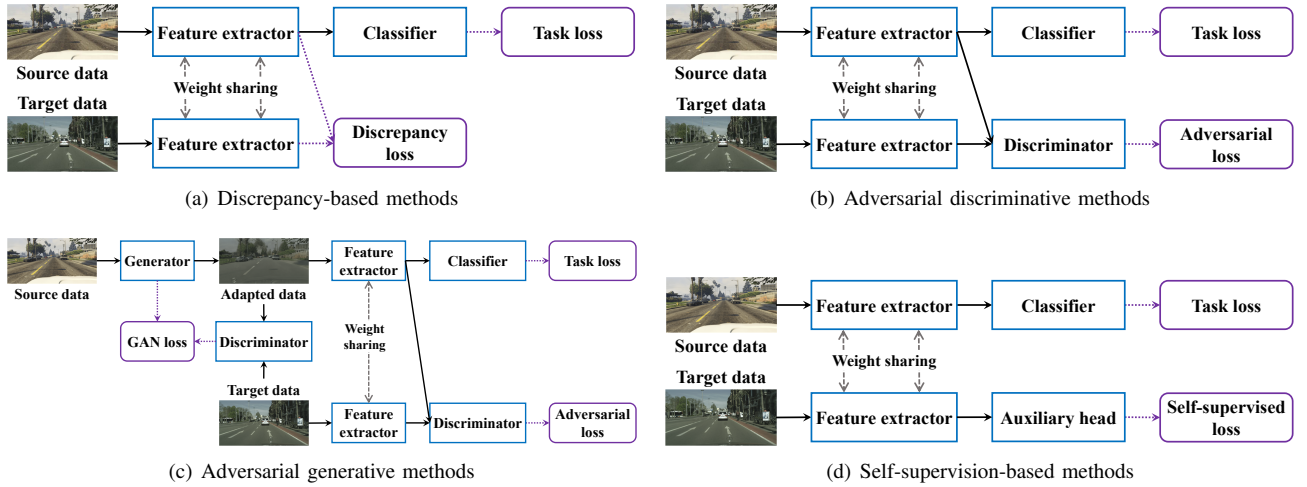 Feature extractor
Classifier
Task loss
Source data
Weight sharing
Target data
Feature extractor
Discrepancy
loss
(a) Discrepancy-based methods
Feature extractor
Classifier
Task loss
Source data
Weight sharing
Target data
Feature extractor
Discriminator
Adversarial
loss
(b) Adversarial discriminative methods
Generator
Feature
extractor
Classifier
Task loss
Source data
Adapted data
GAN loss
Discriminator
Weight
sharing
Target data
Feature
extractor
Discriminator
Adversarial
loss
(c) Adversarial generative methods
Feature extractor
Classifier
Task loss
Source data
Weight sharing
Target data
Feature extractor
Auxiliary head
Self-supervised
loss
(d) Self-supervision-based methods